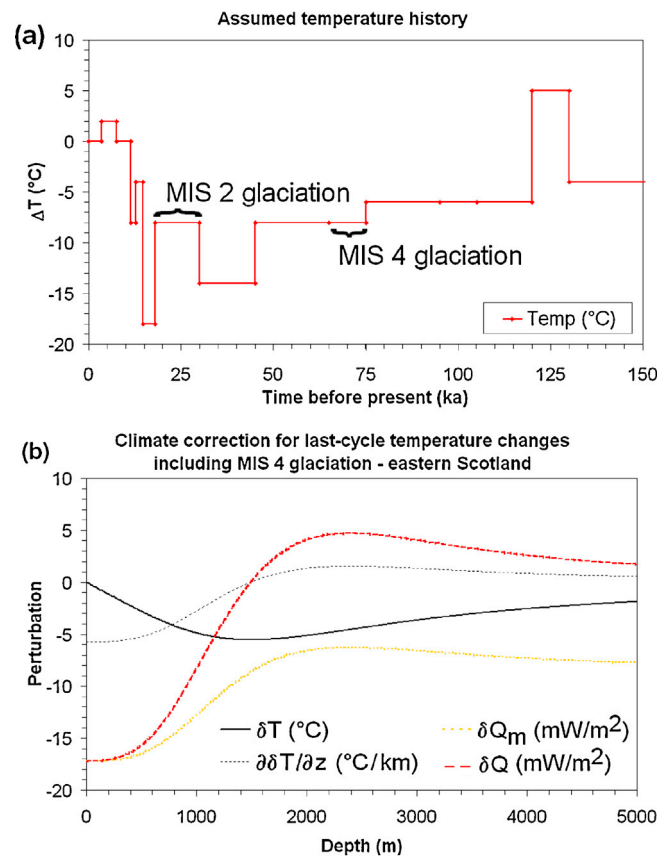 Assumed temperature history
(a)
10
5
0
-5
-10
-15
-20
ΔT (°C)
MIS 2 glaciation
MIS 4 glaciation
Temp (°C)
0 25 50 75 100 125 150
Time before present (ka)
(b)
Climate correction for last-cycle temperature changes
including MIS 4 glaciation - eastern Scotland
10
5
0
-5
-10
-15
-20
Perturbation
δT (°C)
δQm (mW/m²)
∂δT/∂z (°C/km)
δQ (mW/m²)
0 1000 2000 3000 4000 5000
Depth (m)